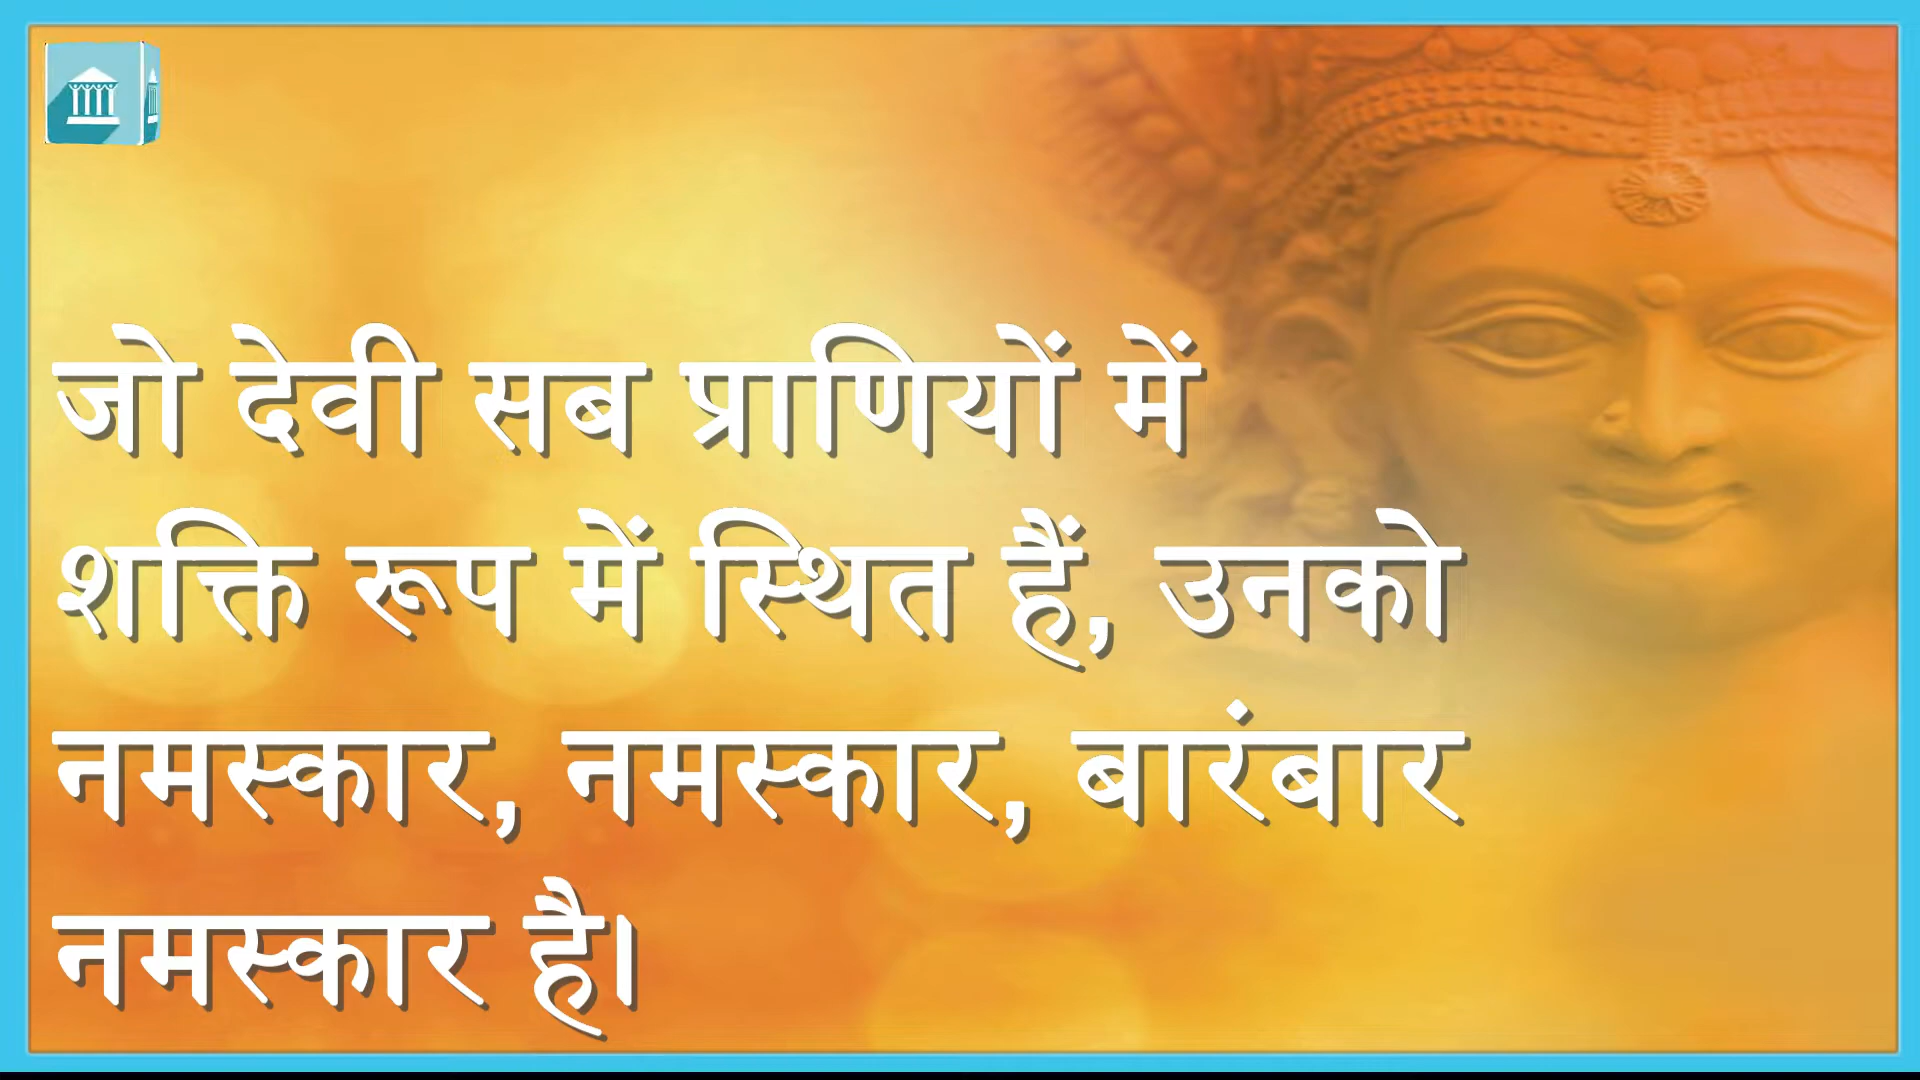 जो देवी सब प्राणियों में
शक्ति रूप में स्थित हैं, उनको
नमस्कार, नमस्कार, बारंबार
नमस्कार है।